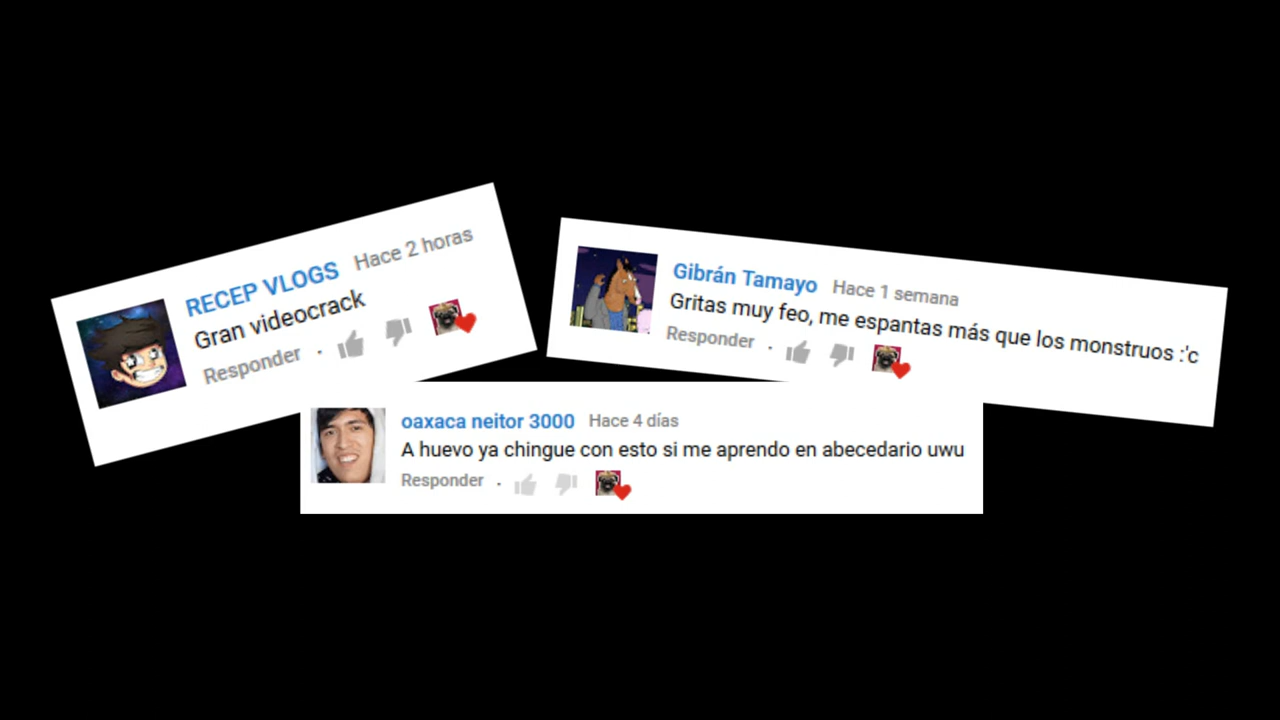 RECEP VLOGS Hace 2 horas
Gran videocrack
Responder
Gibrán Tamayo Hace 1 semana
Gritas muy feo, me espantas más que los monstruos :'c
Responder
oaxaca neitor 3000 Hace 4 días
A huevo ya chingue con esto si me aprendo en abecedario uwu
Responder